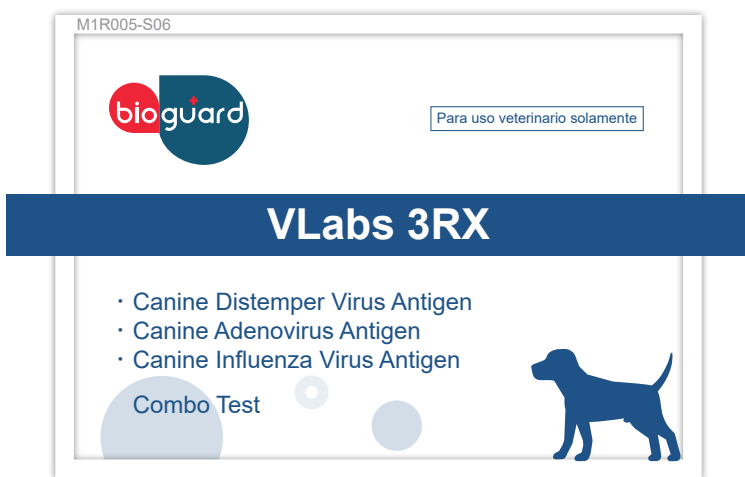 M1R005-S06
bioguard
Para uso veterinario solamente
VLabs 3RX
· Canine Distemper Virus Antigen
· Canine Adenovirus Antigen
· Canine Influenza Virus Antigen
Combo Test